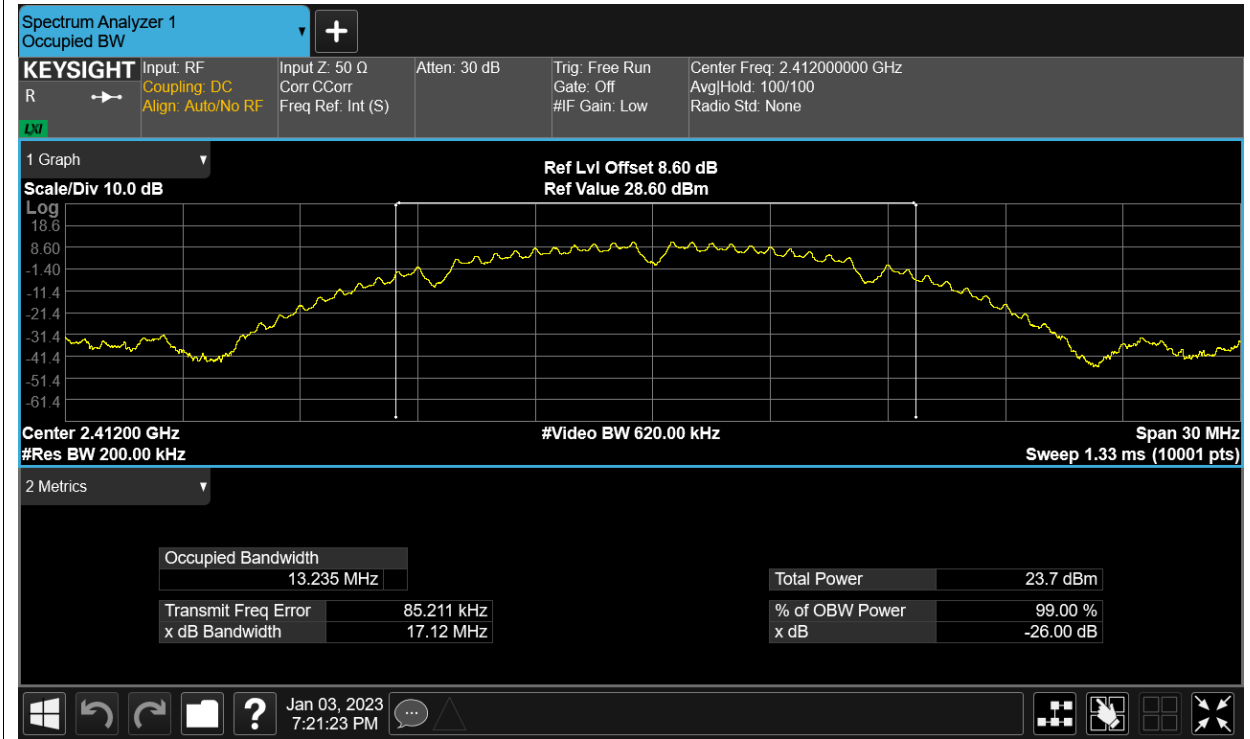 Spectrum Analyzer 1
Occupied BW
KEYSIGHT
R
LXI
Input: RF
Coupling: DC
Align: Auto/No RF
Input Z: 50 Ω
Corr CCorr
Freq Ref: Int (S)
Atten: 30 dB
Trig: Free Run
Gate: Off
#IF Gain: Low
Center Freq: 2.412000000 GHz
Avg|Hold: 100/100
Radio Std: None
1 Graph
Scale/Div 10.0 dB
Ref Lvl Offset 8.60 dB
Ref Value 28.60 dBm
Log
18.6
8.60
-1.40
-11.4
-21.4
-31.4
-41.4
-51.4
-61.4
Center 2.41200 GHz
#Res BW 200.00 kHz
#Video BW 620.00 kHz
Span 30 MHz
Sweep 1.33 ms (10001 pts)
2 Metrics
Occupied Bandwidth
13.235 MHz
Transmit Freq Error 85.211 kHz
x dB Bandwidth 17.12 MHz
Total Power 23.7 dBm
% of OBW Power 99.00 %
x dB -26.00 dB
Jan 03, 2023
7:21:23 PM